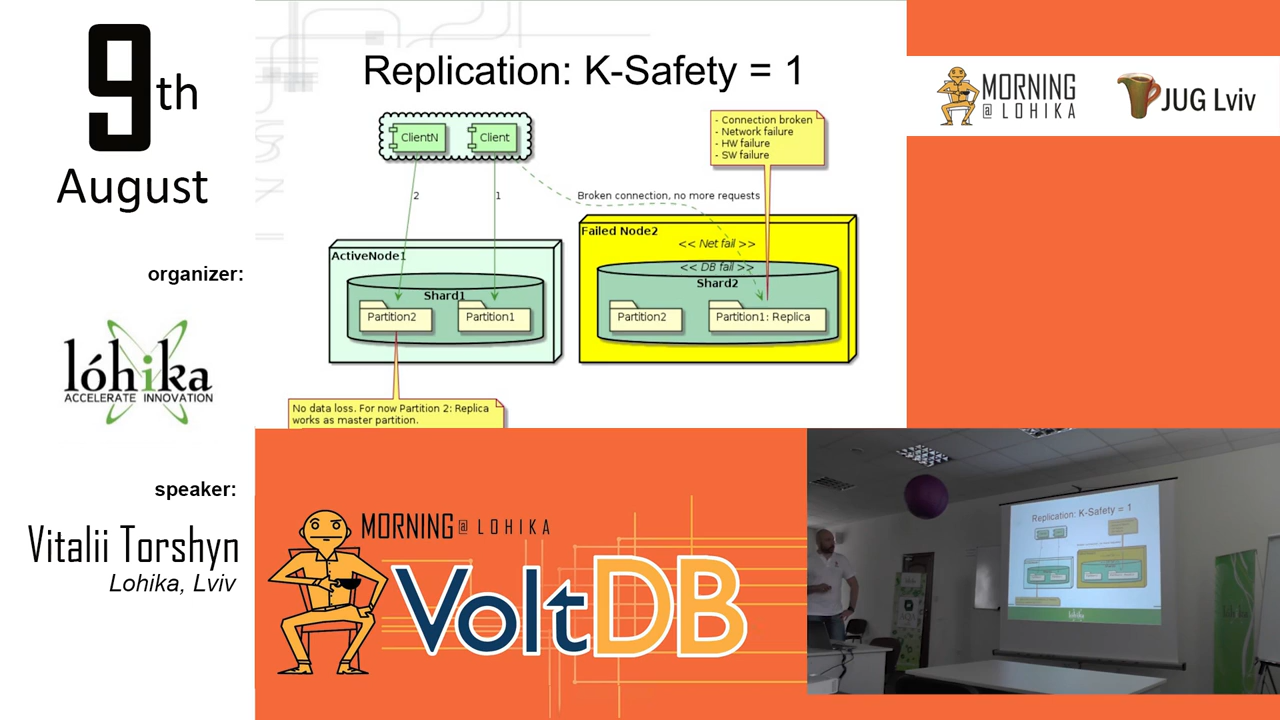 9th
August
organizer:
lóhika
ACCELERATE INNOVATION
speaker:
Vitalii Torshyn
Lohika, Lviv
Replication: K-Safety = 1
ClientN
Client
- Connection broken
- Network failure
- HW failure
- SW failure
2
1
Broken connection, no more requests
ActiveNode1
Shard1
Partition2
Partition1
Failed Node2
<< Net fail >>
<< DB fail >>
Shard2
Partition2
Partition1: Replica
No data loss. For now Partition 2: Replica
works as master partition.
MORNING
@ LOHIKA
JUG Lviv
MORNING @ LOHIKA
VoltDB
Replication: K-Safety = 1
lóhika